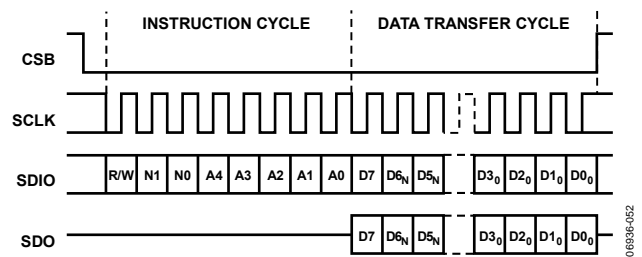 INSTRUCTION CYCLE DATA TRANSFER CYCLE
CSB
SCLK
SDIO R/W N1 N0 A4 A3 A2 A1 A0 D7 D6N D5N D30 D20 D10 D00
SDO D7 D6N D5N D30 D20 D10 D00
06936-052